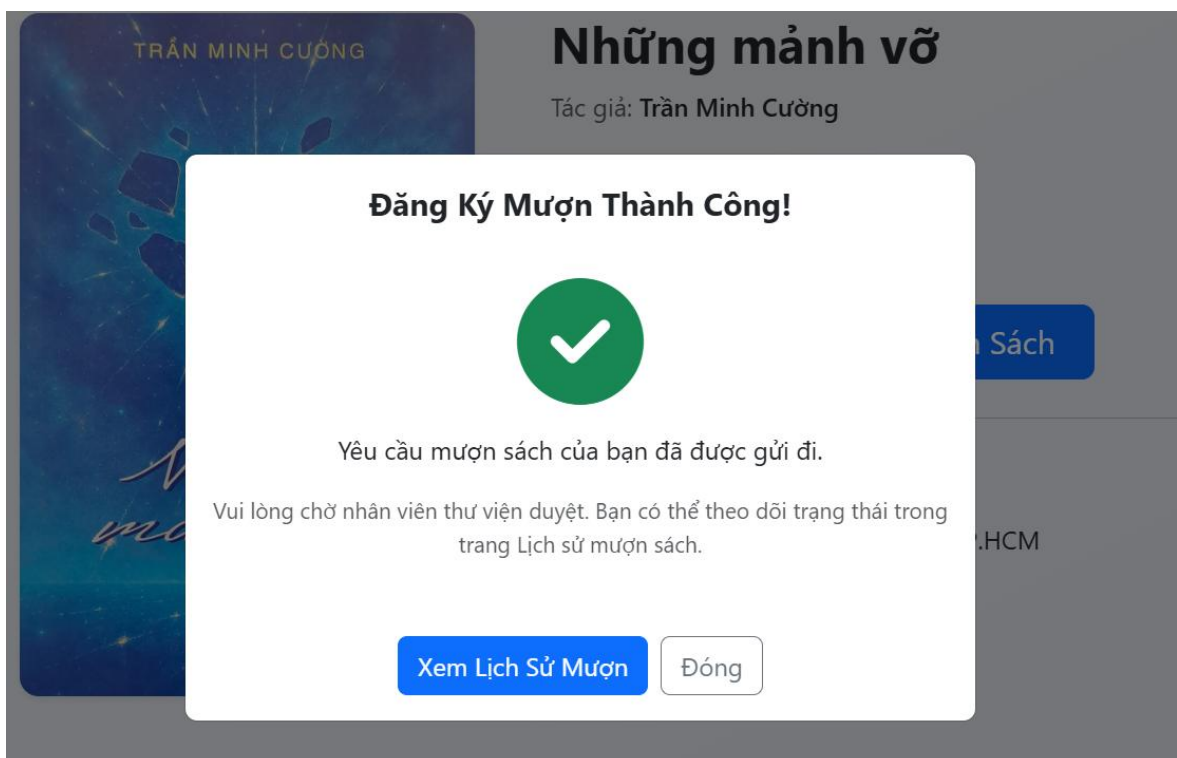 TRẦN MINH CƯỜNG
Những mảnh vỡ
Tác giả: Trần Minh Cường
Đăng Ký Mượn Thành Công!
Sách
Yêu cầu mượn sách của bạn đã được gửi đi.
Vui lòng chờ nhân viên thư viện duyệt. Bạn có thể theo dõi trạng thái trong
trang Lịch sử mượn sách.
.HCM
Xem Lịch Sử Mượn
Đóng